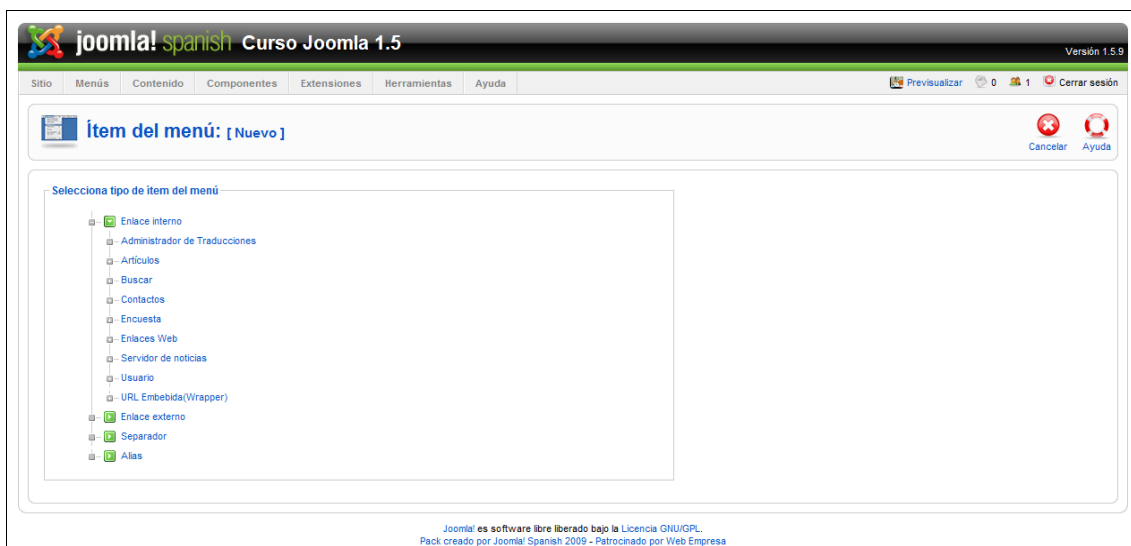 joomla! spanish Curso Joomla 1.5
Versión 1.5.9
Sitio Menús Contenido Componentes Extensiones Herramientas Ayuda Previsualizar 0 1 Cerrar sesión
Ítem del menú: [ Nuevo ]
Cancelar Ayuda
Selecciona tipo de ítem del menú
Enlace interno
Administrador de Traducciones
Artículos
Buscar
Contactos
Encuesta
Enlaces Web
Servidor de noticias
Usuario
URL Embebida(Wrapper)
Enlace externo
Separador
Alias
Joomla! es software libre liberado bajo la Licencia GNU/GPL.
Pack creado por Joomla! Spanish 2009 - Patrocinado por Web Empresa